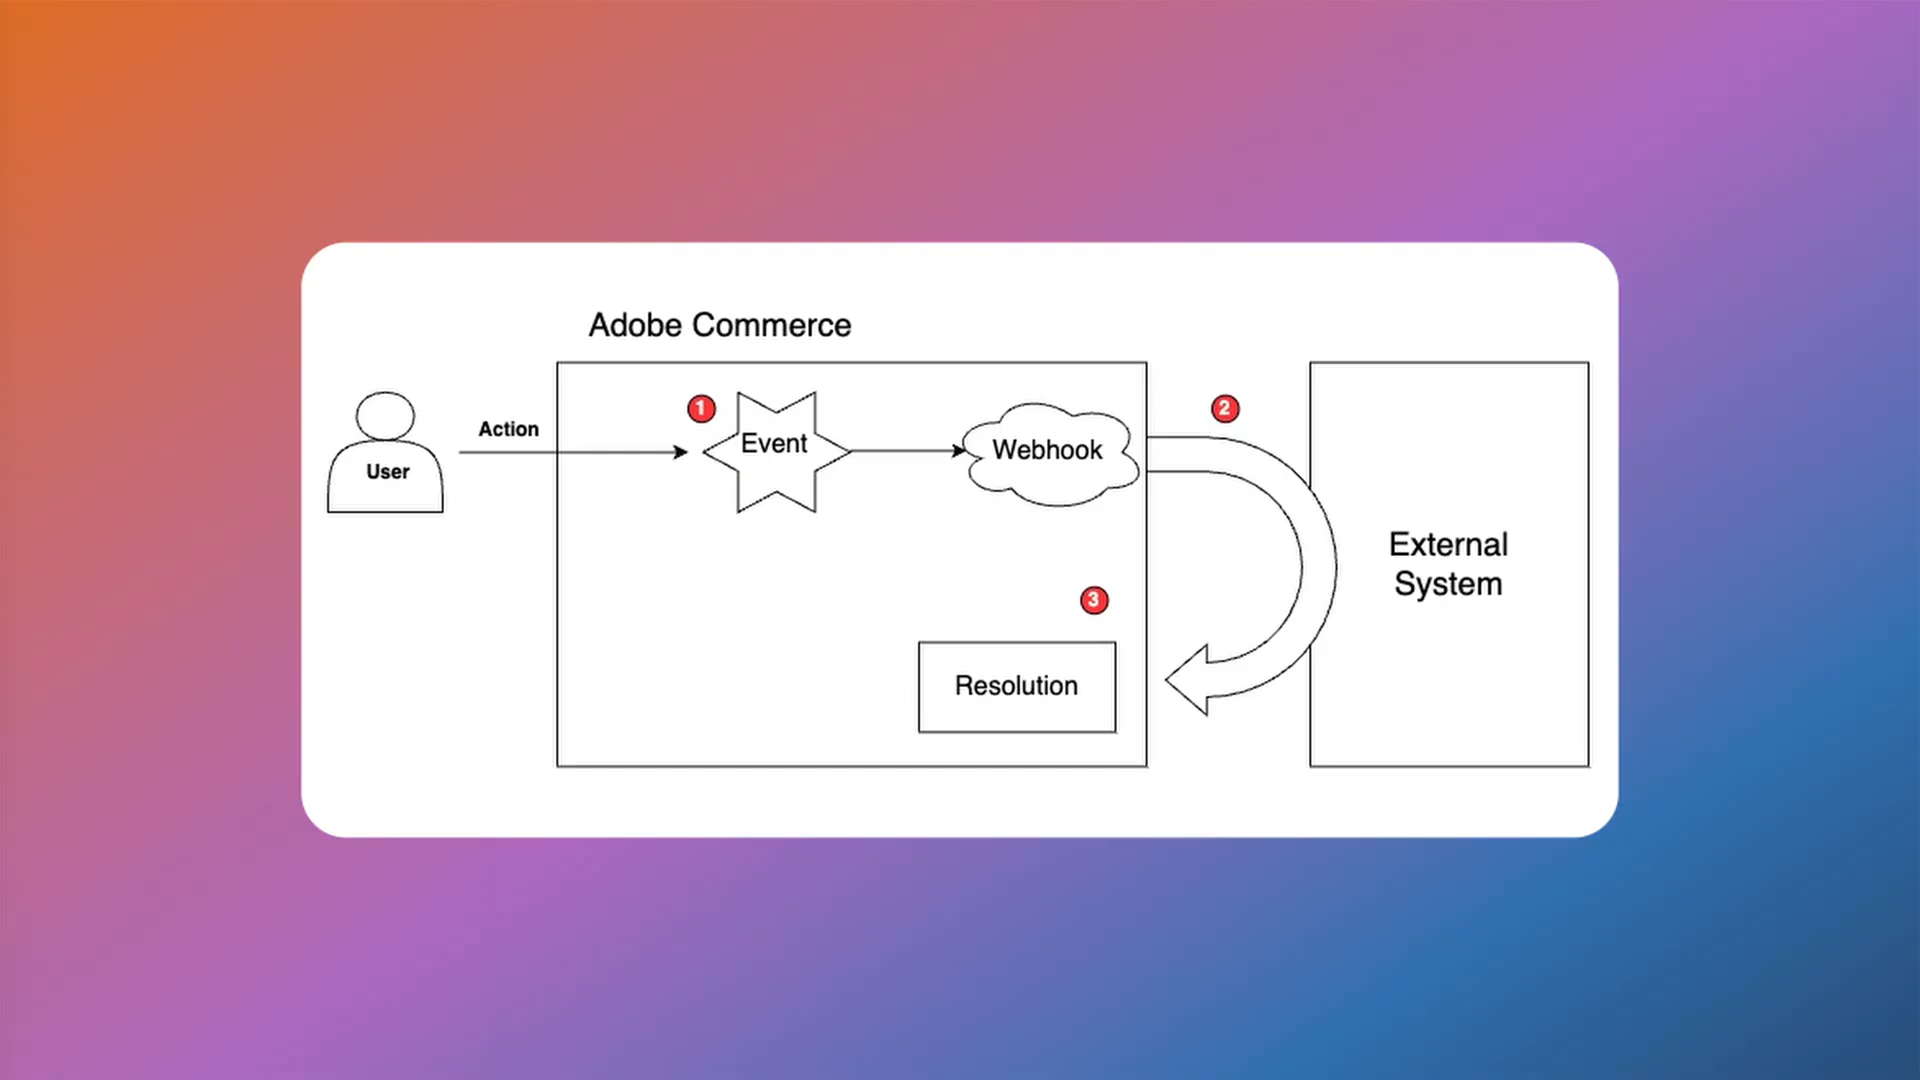 Adobe Commerce
Action
User
1
Event
Webhook
2
External
System
3
Resolution